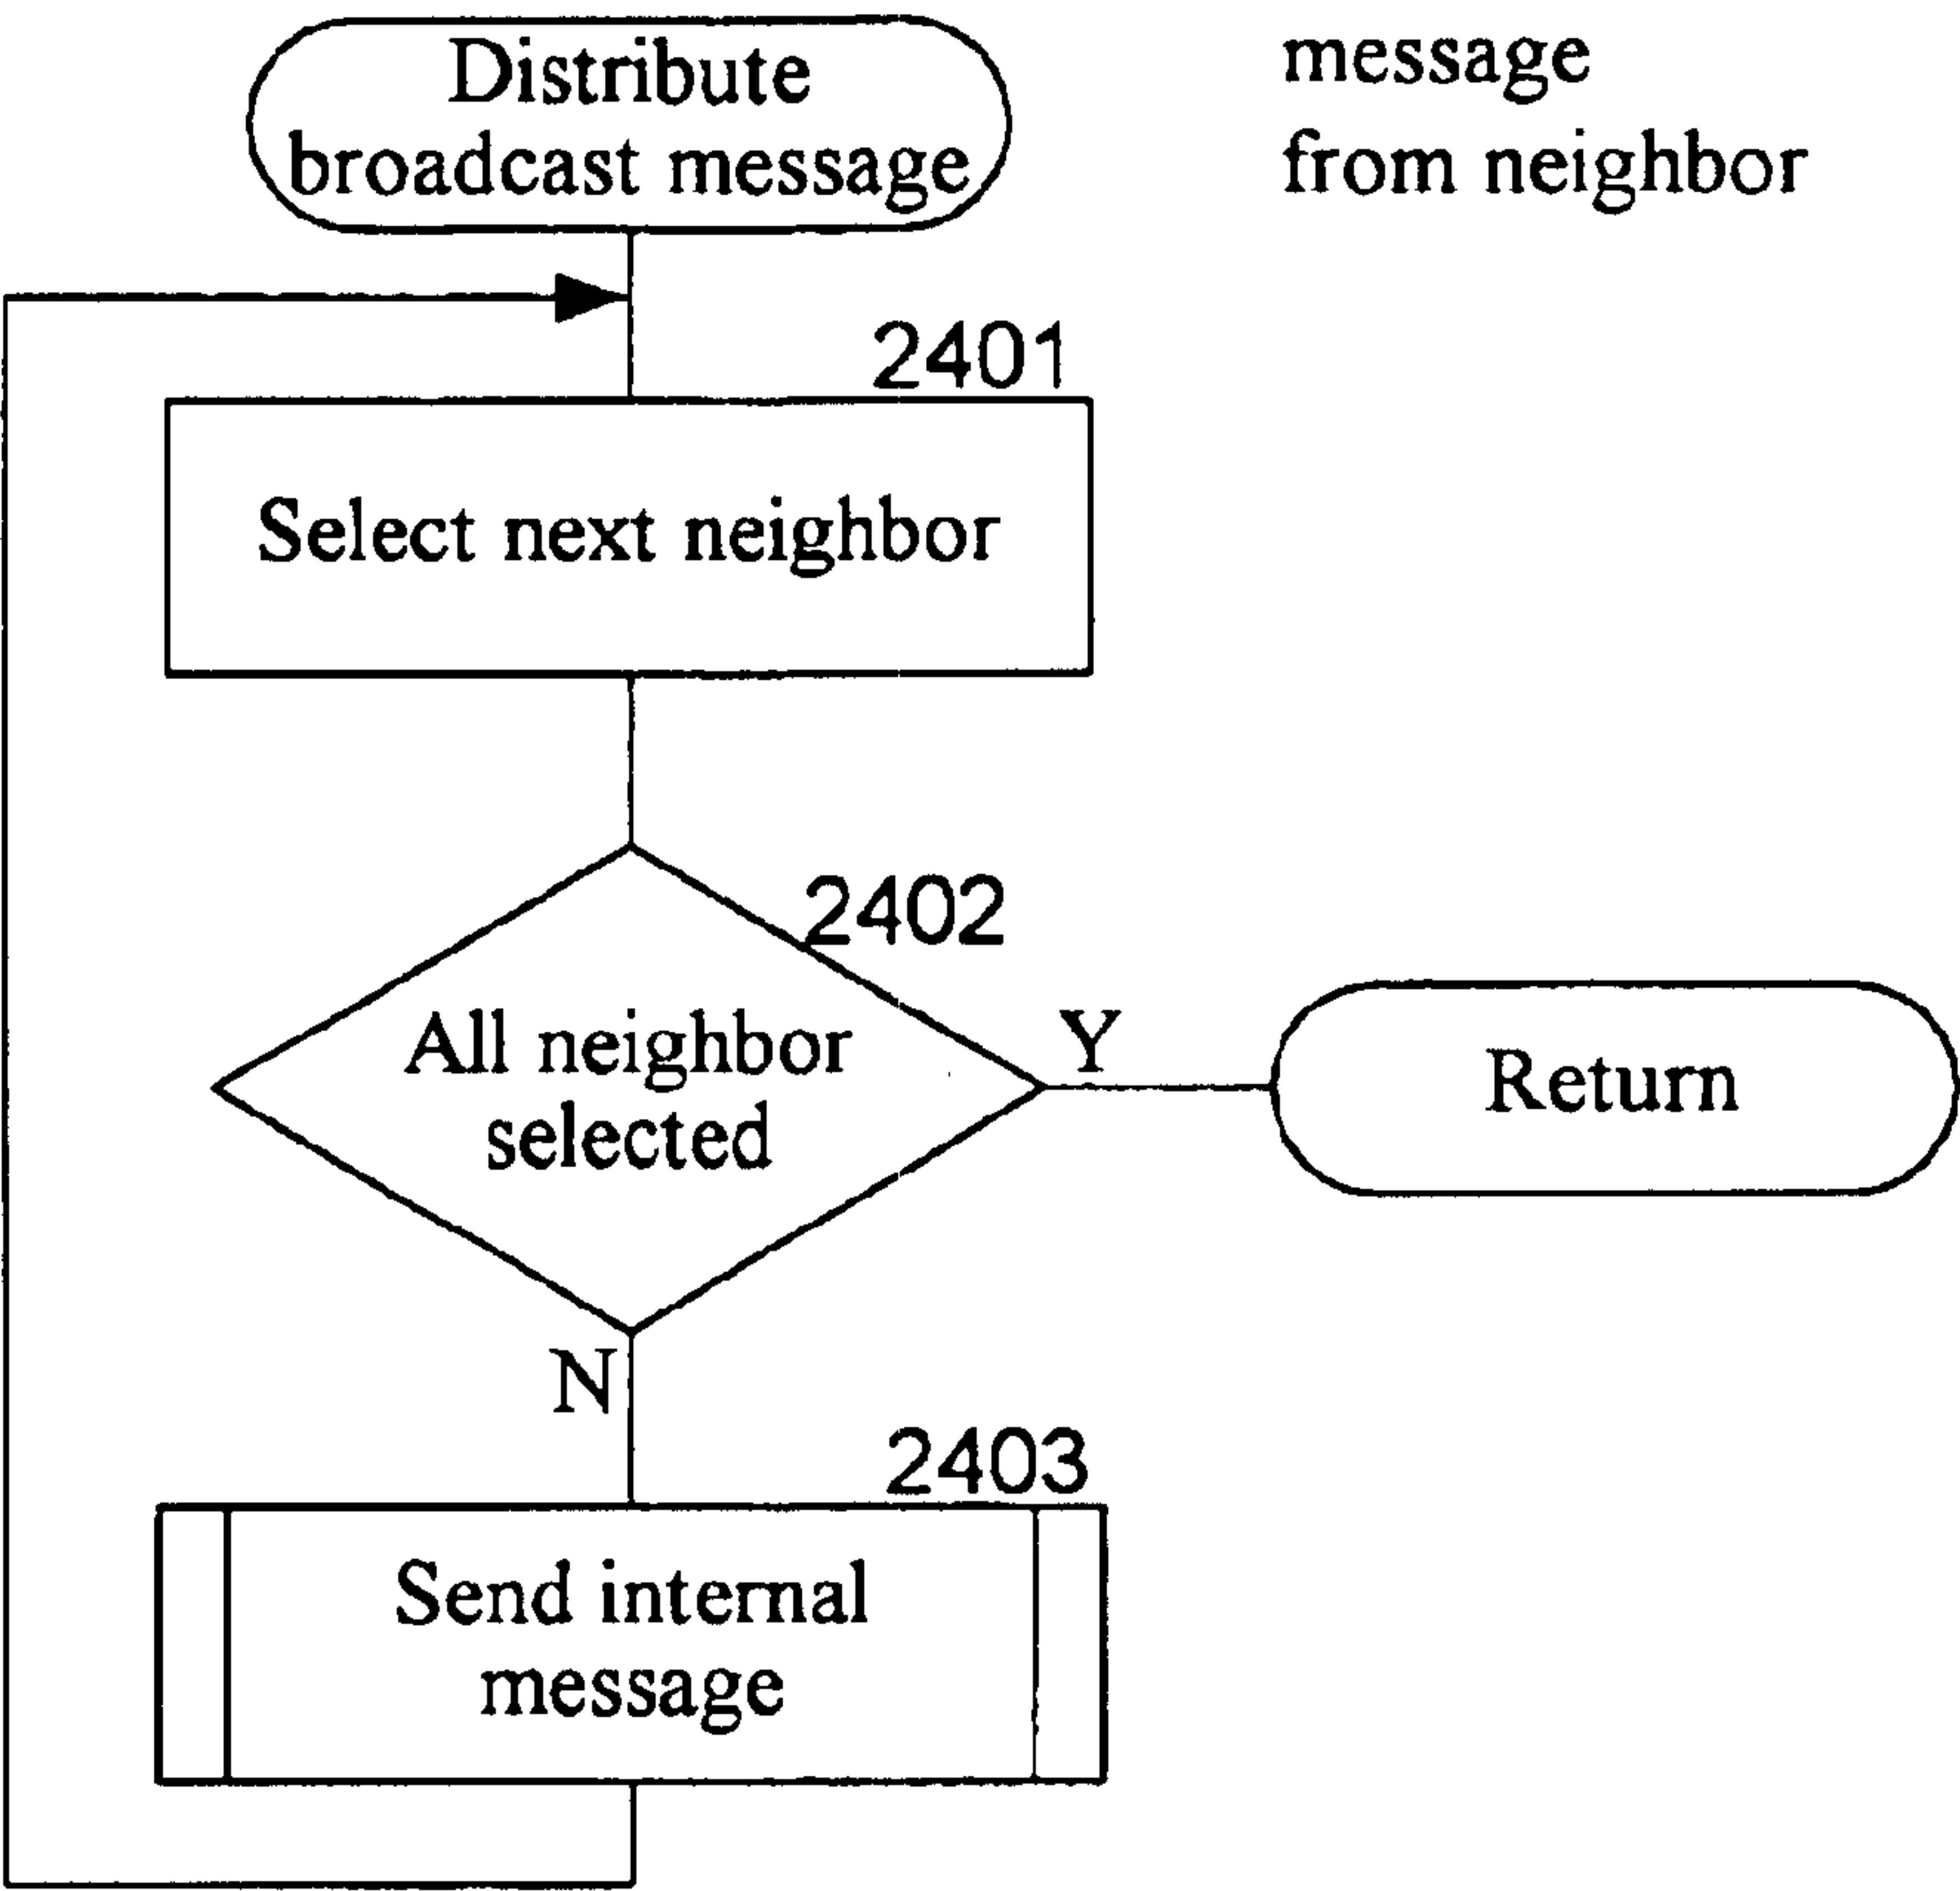 Distribute
broadcast message
message
from neighbor
2401
Select next neighbor
2402
All neighbor
selected
Y
Return
N
2403
Send internal
message